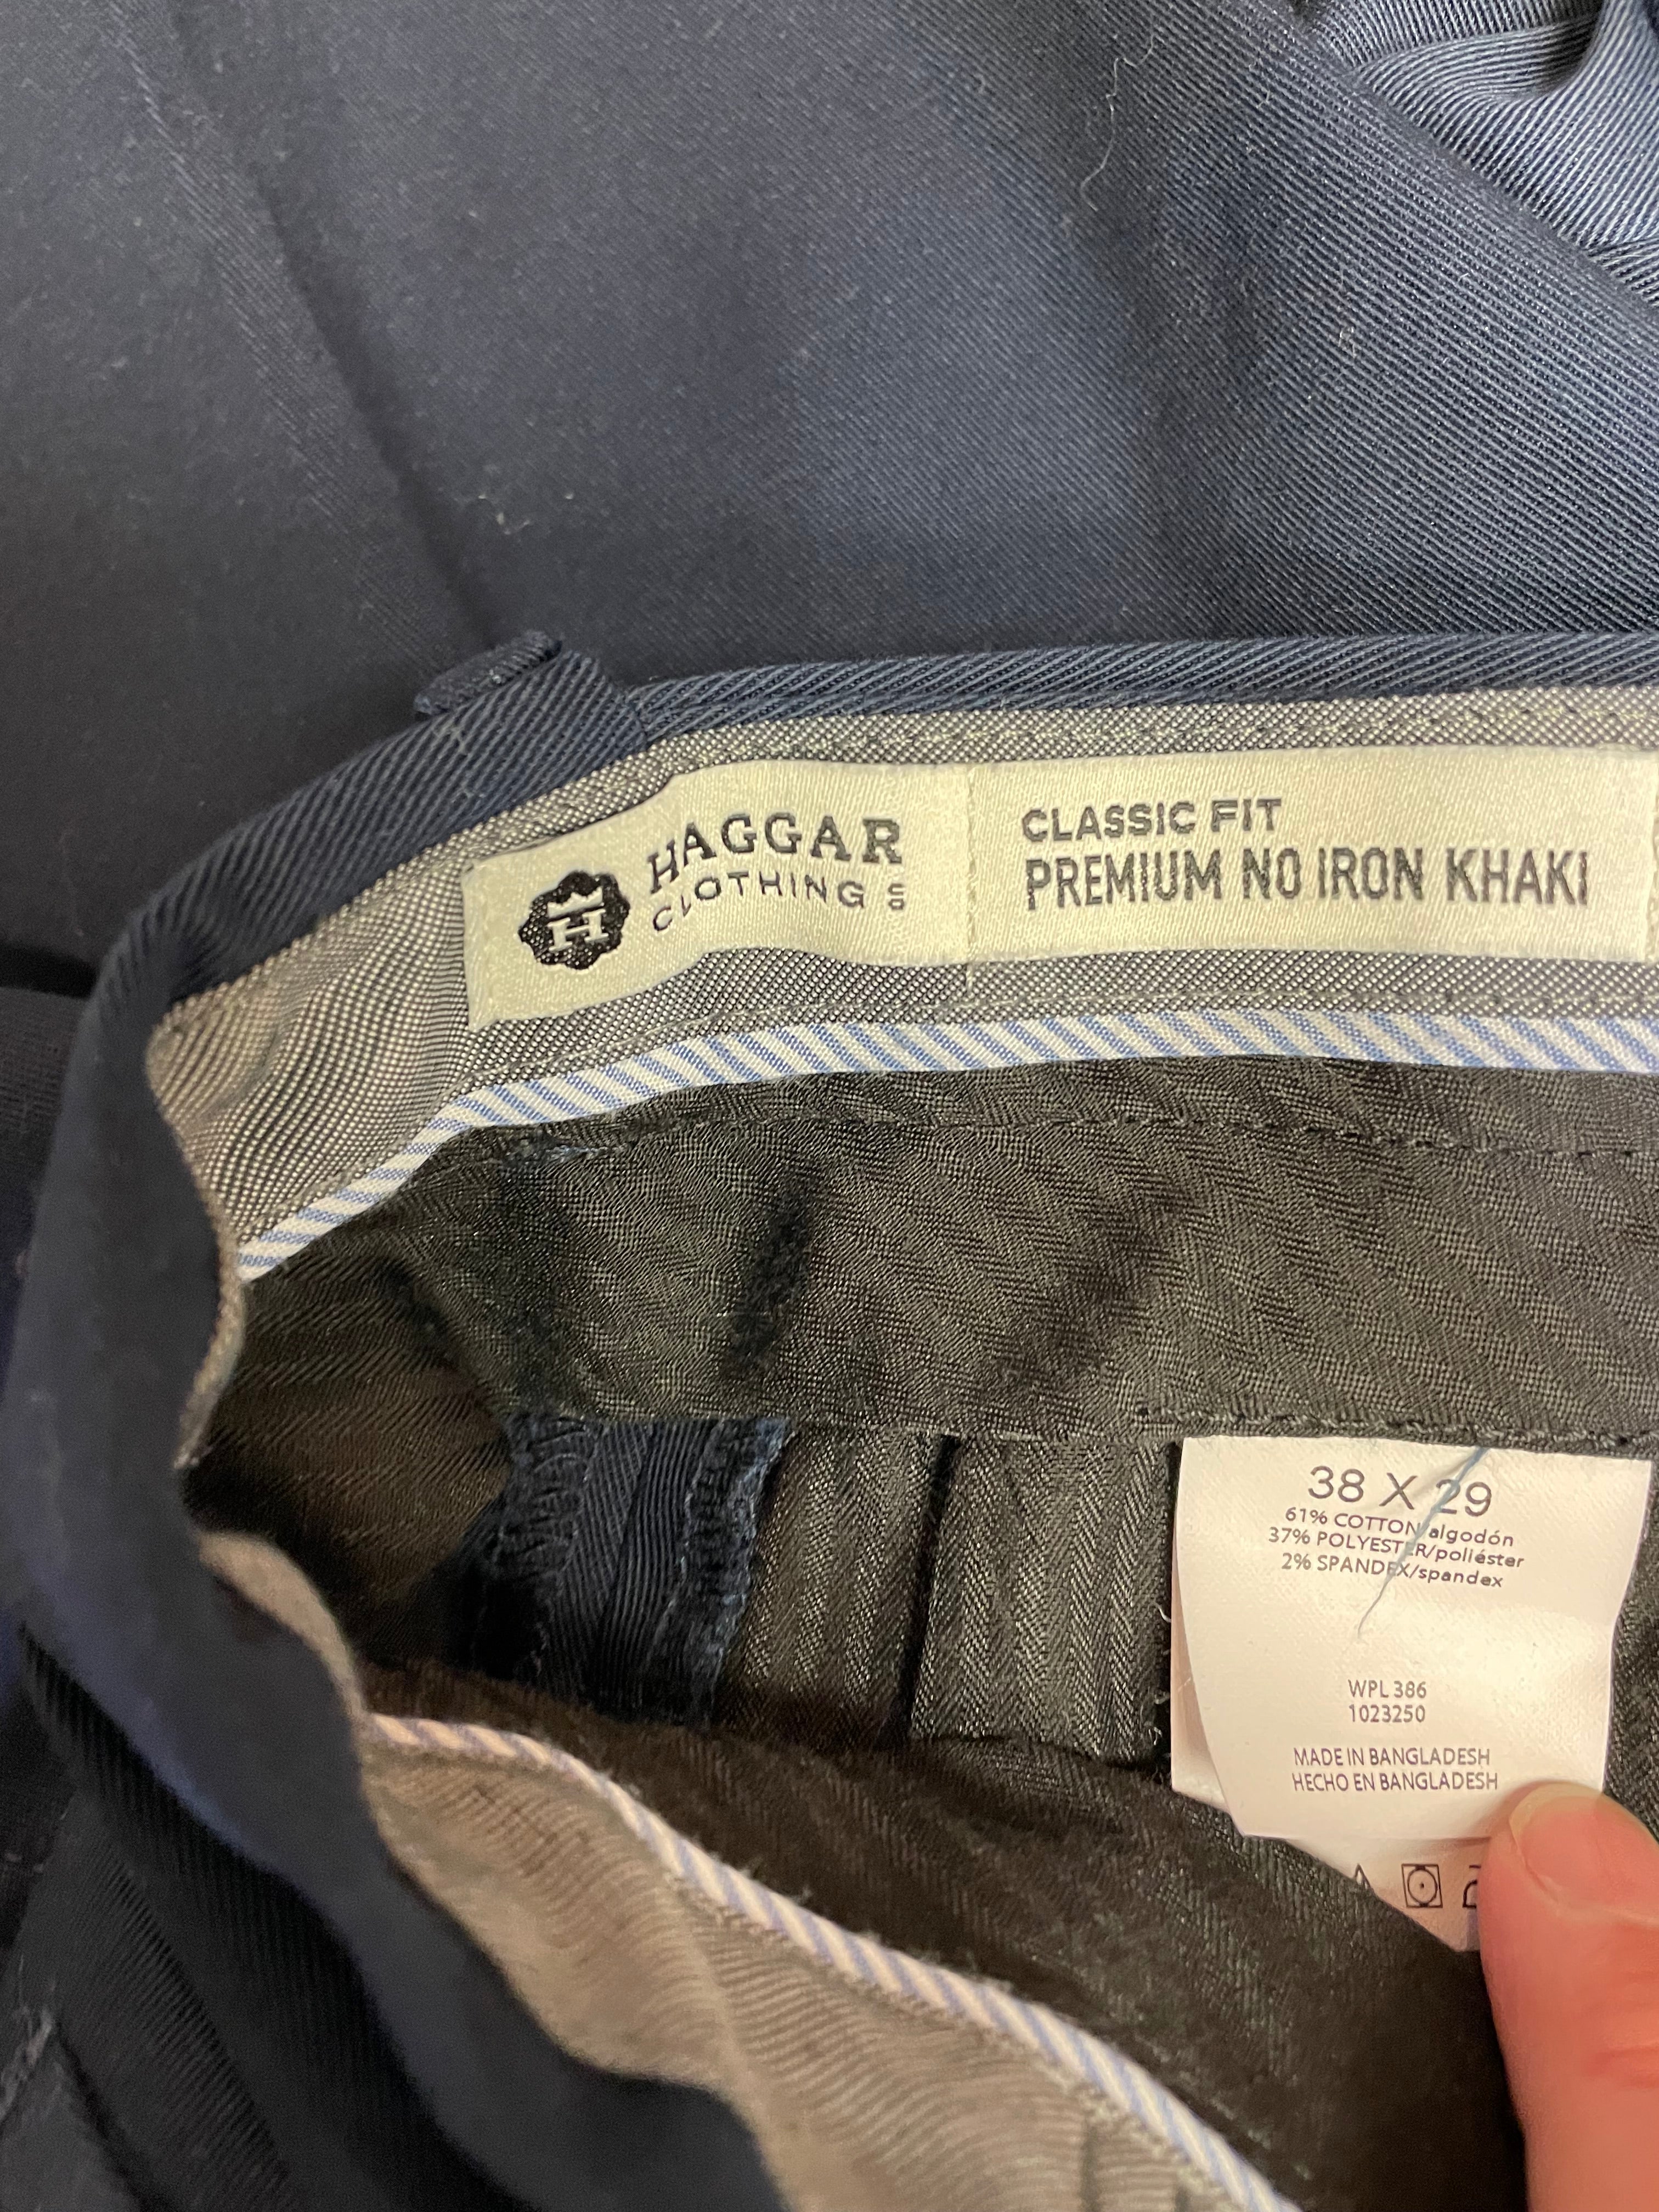 H
HAGGAR
CLOTHING CO
CLASSIC FIT
PREMIUM NO IRON KHAKI
38 X 29
61% COTTON/algodón
37% POLYESTER/poliéster
2% SPANDEX/spandex
WPL 386
1023250
MADE IN BANGLADESH
HECHO EN BANGLADESH